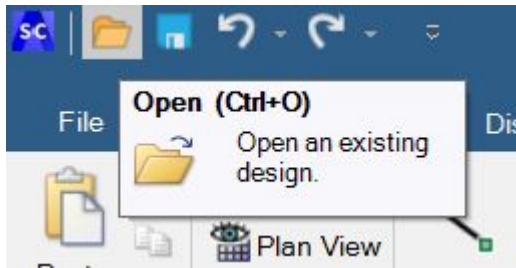 SC
Open (Ctrl+O)
File
Open an existing
design.
Plan View